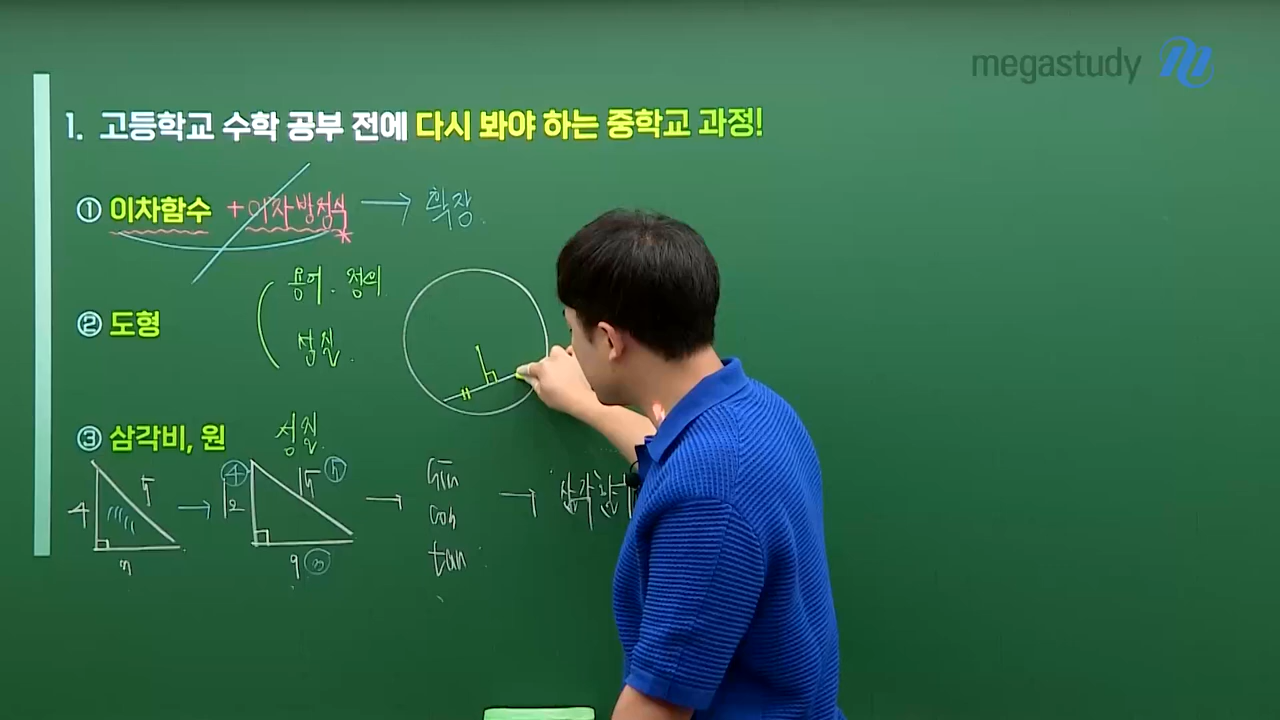 megastudy
1. 고등학교 수학 공부 전에 다시 봐야 하는 중학교 과정!
① 이차함수 + 이차방정식 → 확장.
용어. 정의
② 도형
성질.
③ 삼각비, 원 성질.
4 5 → 12 ④ 15 ⑤ → sin → 삼각함
cos
3 9 ③ tan